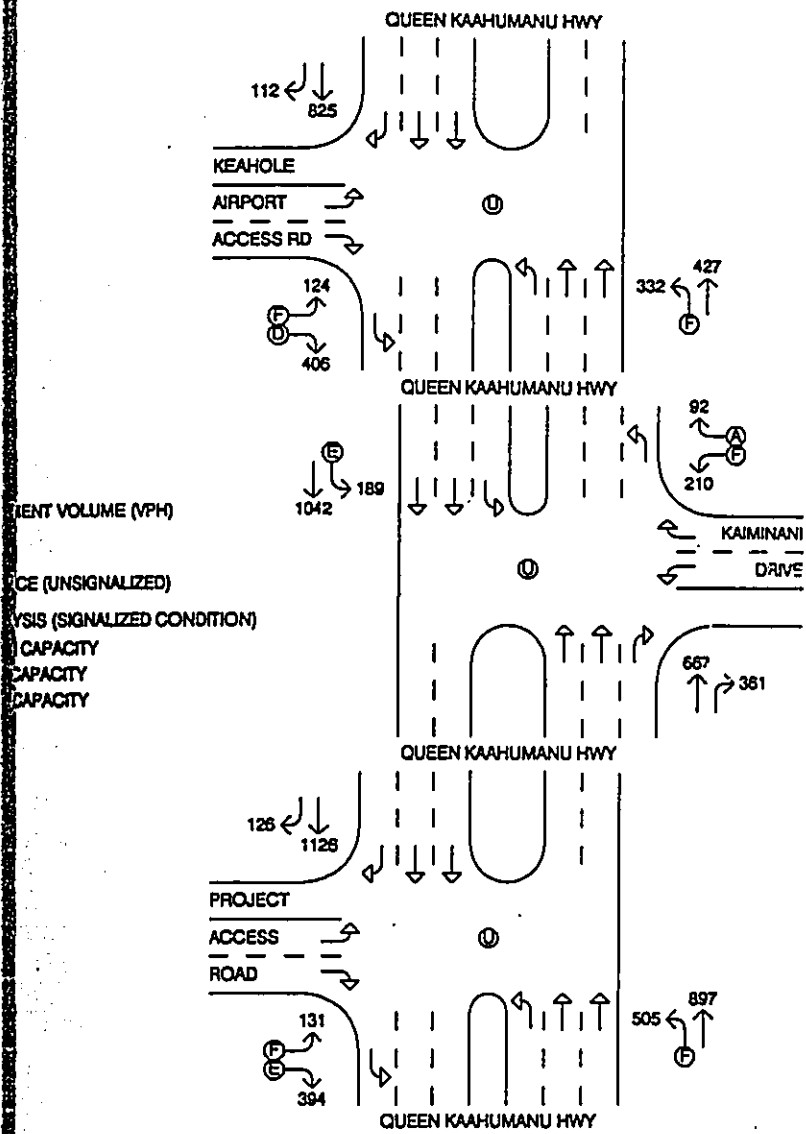 QUEEN KAAHUMANU HWY
112
825
KEAHOLE
AIRPORT
ACCESS RD
U
124
F
D
406
332
427
F
QUEEN KAAHUMANU HWY
E
189
1042
92
A
F
210
KAIMINANI
DRIVE
U
667
361
IENT VOLUME (VPH)
CE (UNSIGNALIZED)
YSIS (SIGNALIZED CONDITION)
CAPACITY
CAPACITY
CAPACITY
QUEEN KAAHUMANU HWY
126
1126
PROJECT
ACCESS
ROAD
U
131
F
E
394
505
897
F
QUEEN KAAHUMANU HWY